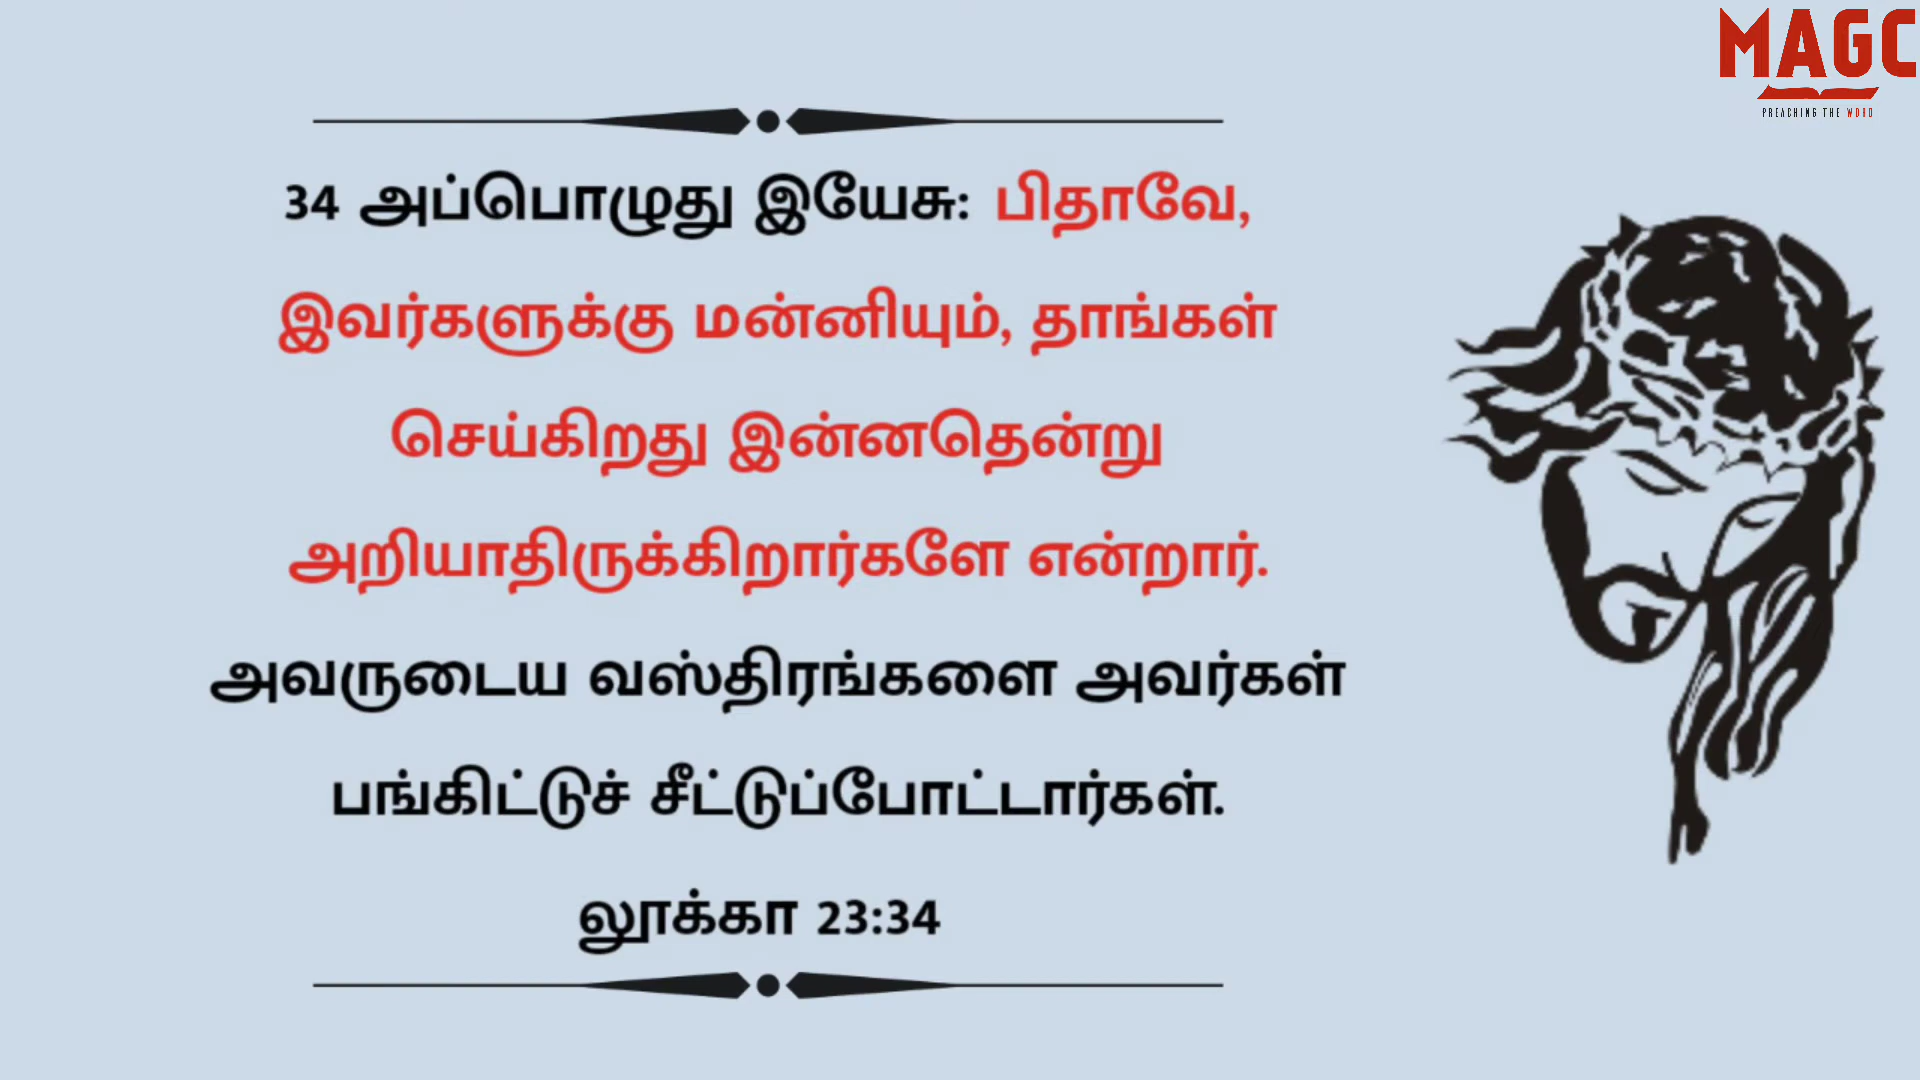 MAGC
PREACHING THE WORD
34 அப்பொழுது இயேசு: பிதாவே,
இவர்களுக்கு மன்னியும், தாங்கள்
செய்கிறது இன்னதென்று
அறியாதிருக்கிறார்களே என்றார்.
அவருடைய வஸ்திரங்களை அவர்கள்
பங்கிட்டுச் சீட்டுப்போட்டார்கள்.
லூக்கா 23:34